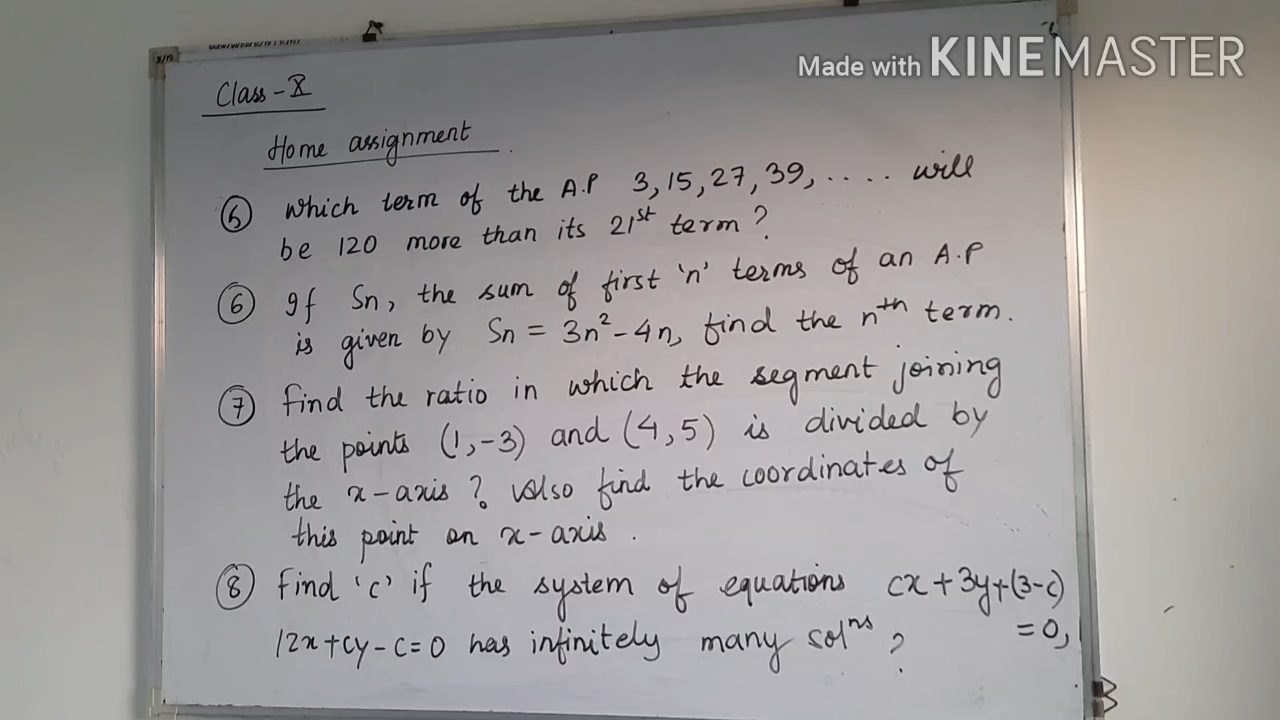 Made with KINEMASTER
Class - X
Home assignment
⑤ Which term of the A.P 3, 15, 27, 39, .... will
be 120 more than its 21st term?
⑥ If Sn, the sum of first 'n' terms of an A.P
is given by Sn = 3n² - 4n, find the nth term.
⑦ find the ratio in which the segment joining
the points (1, -3) and (4, 5) is divided by
the x-axis? Also find the coordinates of
this point on x-axis.
⑧ Find 'c' if the system of equations cx + 3y + (3-c)
= 0,
12x + cy - c = 0 has infinitely many solns?